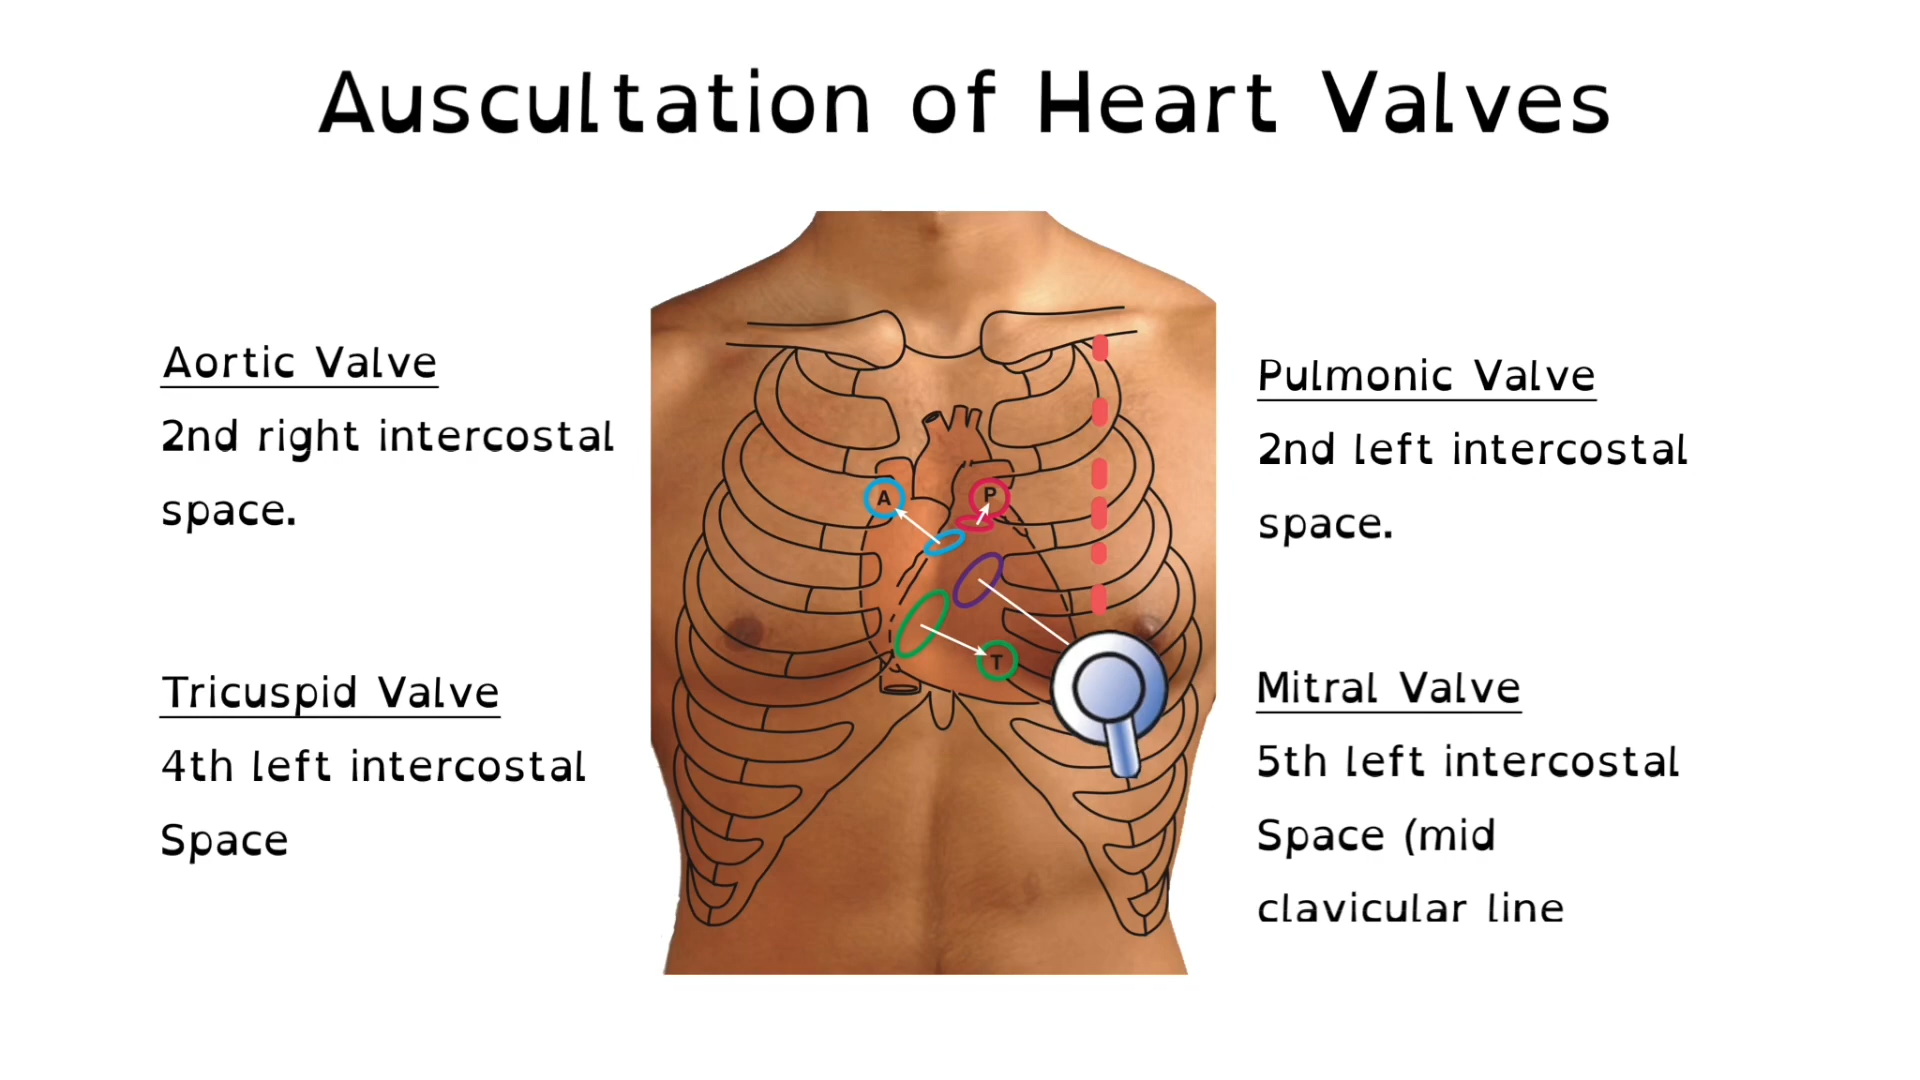 Auscultation of Heart Valves
Aortic Valve
2nd right intercostal
space.
Tricuspid Valve
4th left intercostal
Space
A
P
T
Pulmonic Valve
2nd left intercostal
space.
Mitral Valve
5th left intercostal
Space (mid
clavicular line